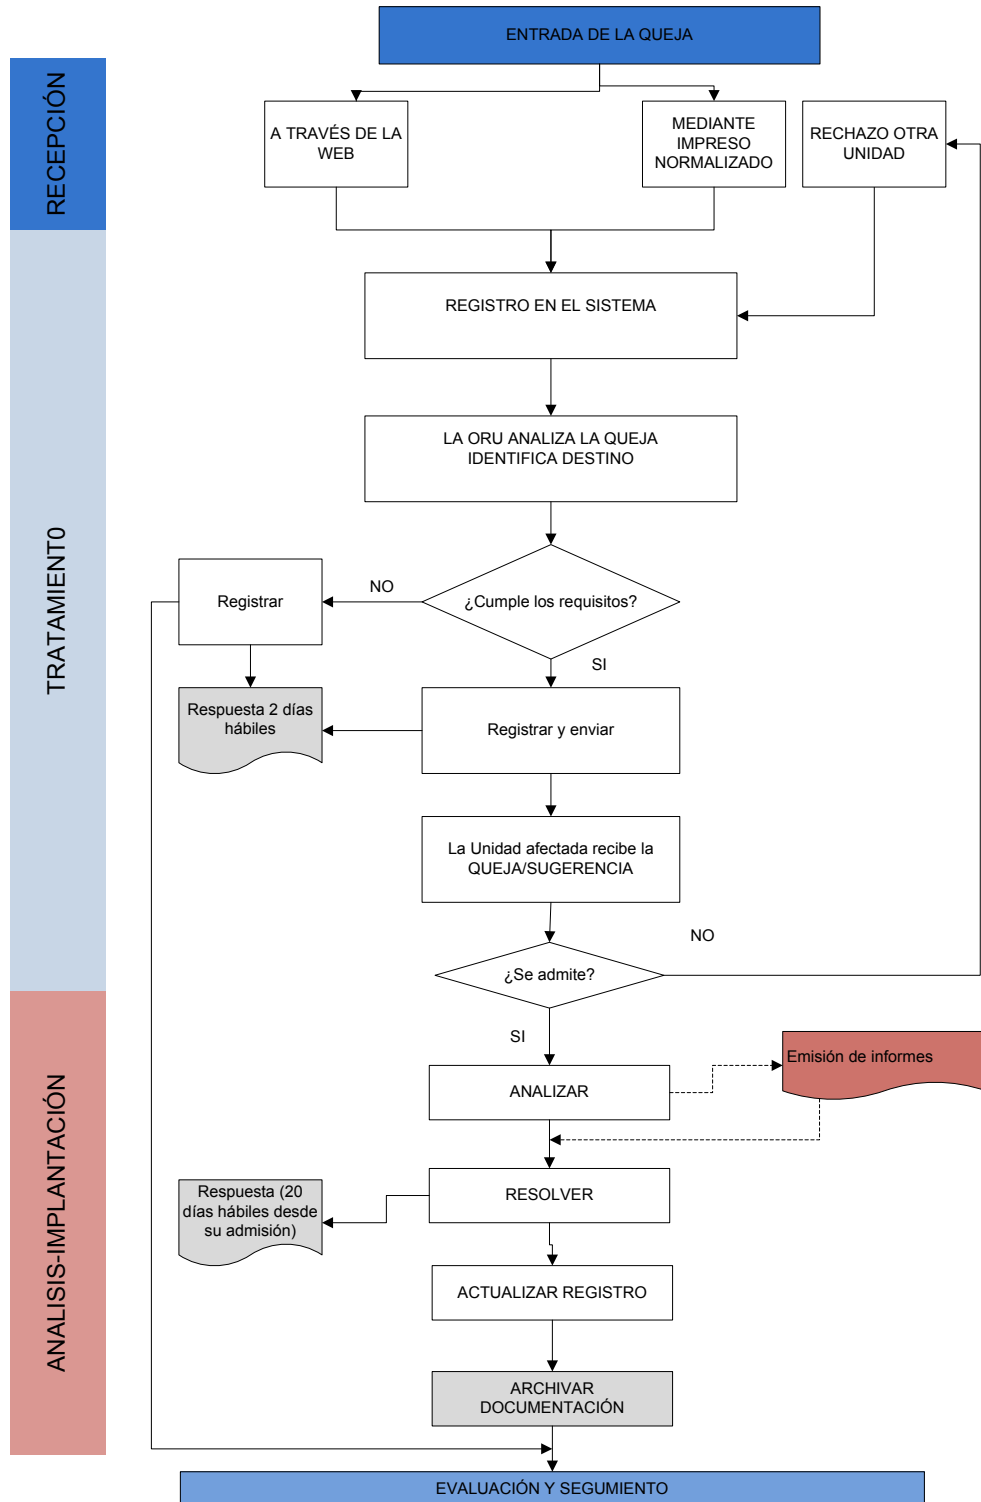 ENTRADA DE LA QUEJA
RECEPCIÓN
A TRAVÉS DE LA
WEB
MEDIANTE
IMPRESO
NORMALIZADO
RECHAZO OTRA
UNIDAD
REGISTRO EN EL SISTEMA
LA ORU ANALIZA LA QUEJA
IDENTIFICA DESTINO
TRATAMIENT0
¿Cumple los requisitos?
NO
Registrar
SI
Respuesta 2 días
hábiles
Registrar y enviar
La Unidad afectada recibe la
QUEJA/SUGERENCIA
NO
¿Se admite?
SI
ANALISIS-IMPLANTACIÓN
Emisión de informes
ANALIZAR
RESOLVER
Respuesta (20
días hábiles desde
su admisión)
ACTUALIZAR REGISTRO
ARCHIVAR
DOCUMENTACIÓN
EVALUACIÓN Y SEGUMIENTO